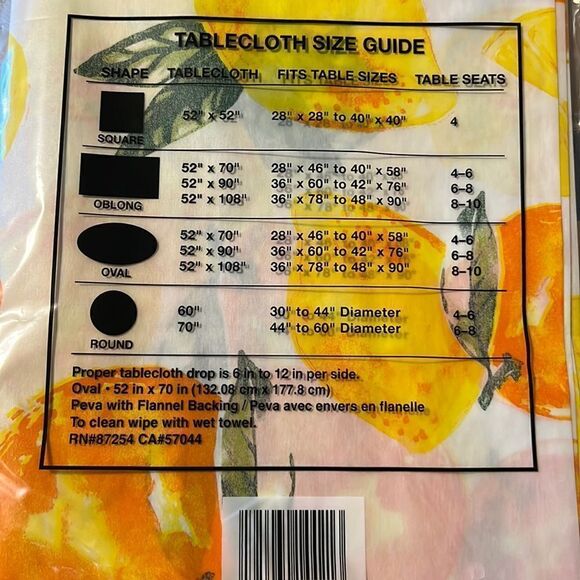 TABLECLOTH SIZE GUIDE
SHAPE TABLECLOTH FITS TABLE SIZES TABLE SEATS
52" x 52" 28" x 28" to 40" x 40" 4
SQUARE
52" x 70" 28" x 46" to 40" x 58" 4–6
52" x 90" 36" x 60" to 42" x 76" 6–8
52" x 108" 36" x 78" to 48" x 90" 8–10
OBLONG
52" x 70" 28" x 46" to 40" x 58" 4–6
52" x 90" 36" x 60" to 42" x 76" 6–8
52" x 108" 36" x 78" to 48" x 90" 8–10
OVAL
60" 30" to 44" Diameter 4–6
70" 44" to 60" Diameter 6–8
ROUND
Proper tablecloth drop is 6 in to 12 in per side.
Oval • 52 in x 70 in (132.08 cm x 177.8 cm)
Peva with Flannel Backing / Peva avec envers en flanelle
To clean wipe with wet towel.
RN#87254 CA#57044